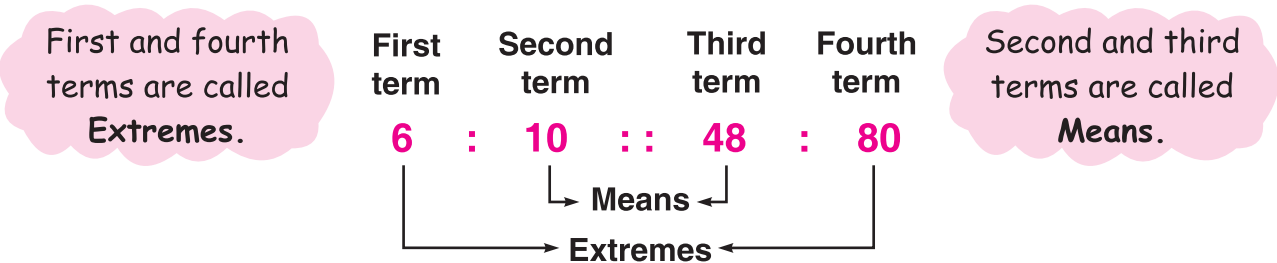 First and fourth
terms are called
Extremes.
First Second Third Fourth
term term term term
6 : 10 : : 48 : 80
Means
Extremes
Second and third
terms are called
Means.